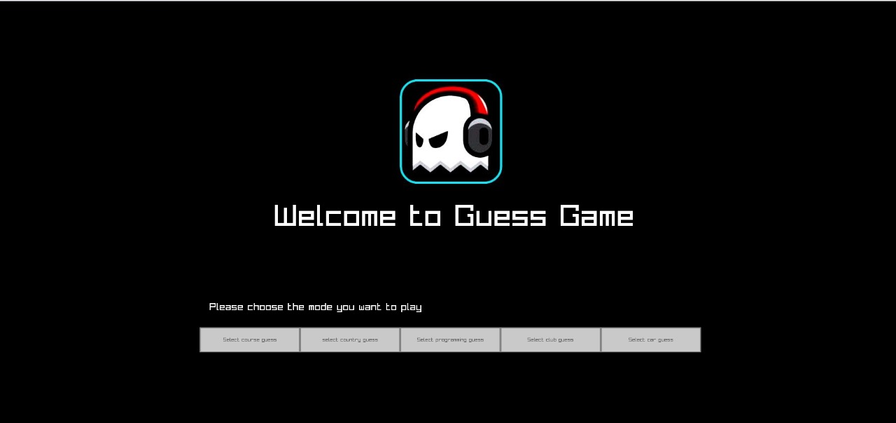 Welcome to Guess Game
Please choose the mode you want to play
Select course guess
select country guess
Select programing guess
Select club guess
Select car guess